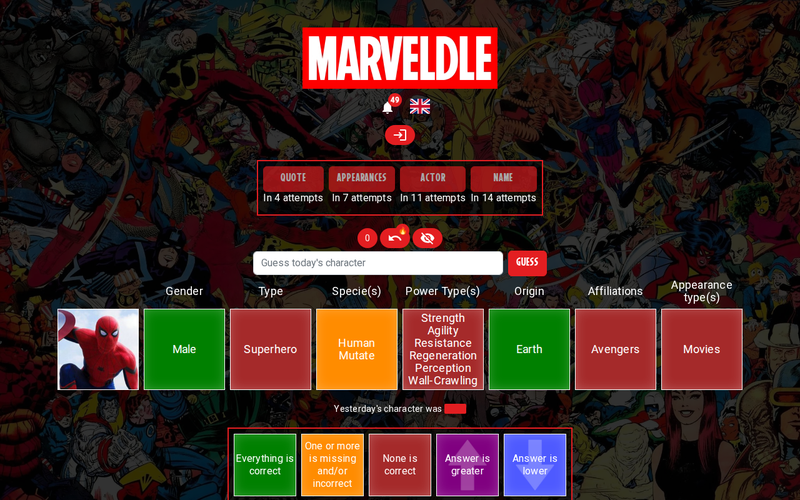 MARVELDLE
49
QUOTE APPEARANCES ACTOR NAME
In 4 attempts In 7 attempts In 11 attempts In 14 attempts
0
Guess today's character GUESS
Gender Type Specie(s) Power Type(s) Origin Affiliations Appearance
type(s)
Male Superhero Human
Mutate Strength
Agility
Resistance
Regeneration
Perception
Wall-Crawling Earth Avengers Movies
Yesterday's character was
Everything is
correct
One or more
is missing
and/or
incorrect
None is
correct
Answer is
greater
Answer is
lower